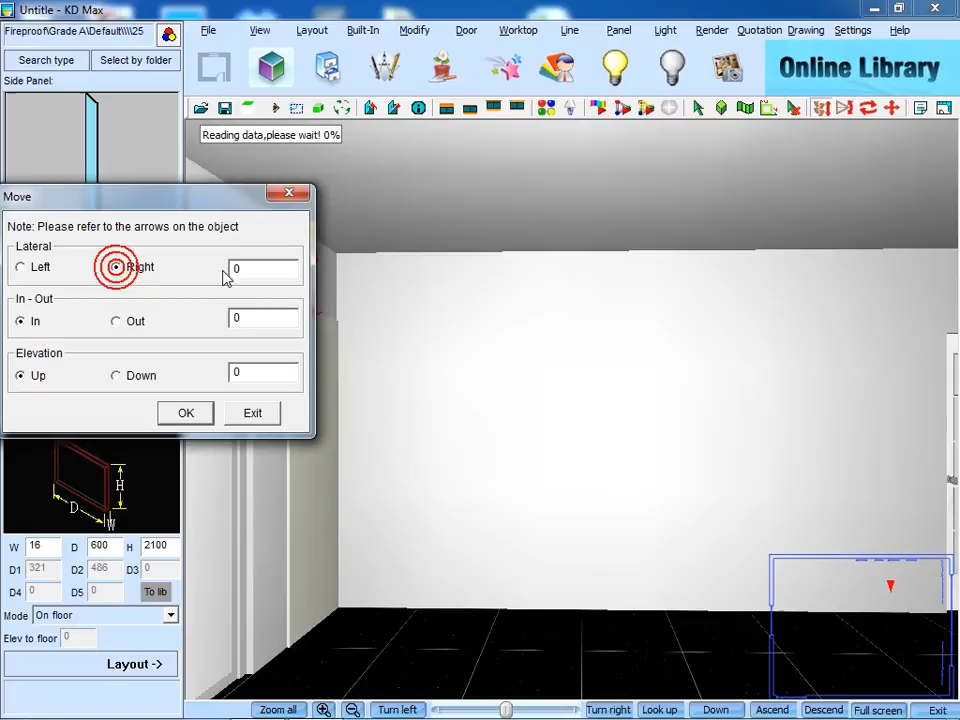 Untitle - KD Max
Fireproof\Grade A\Default\\\\25
File View Layout Built-In Modify Door Worktop Line Panel Light Render Quotation Drawing Settings Help
Search type Select by folder
Online Library
Side Panel:
Reading data,please wait! 0%
Move
Note: Please refer to the arrows on the object
Lateral
Left Right 0
In - Out
In Out 0
Elevation
Up Down 0
OK Exit
H
D
W
W 16 D 600 H 2100
D1 321 D2 486 D3 0
D4 0 D5 0 To lib
Mode On floor
Elev to floor 0
Layout ->
Zoom all Turn left Turn right Look up Down Ascend Descend Full screen Exit